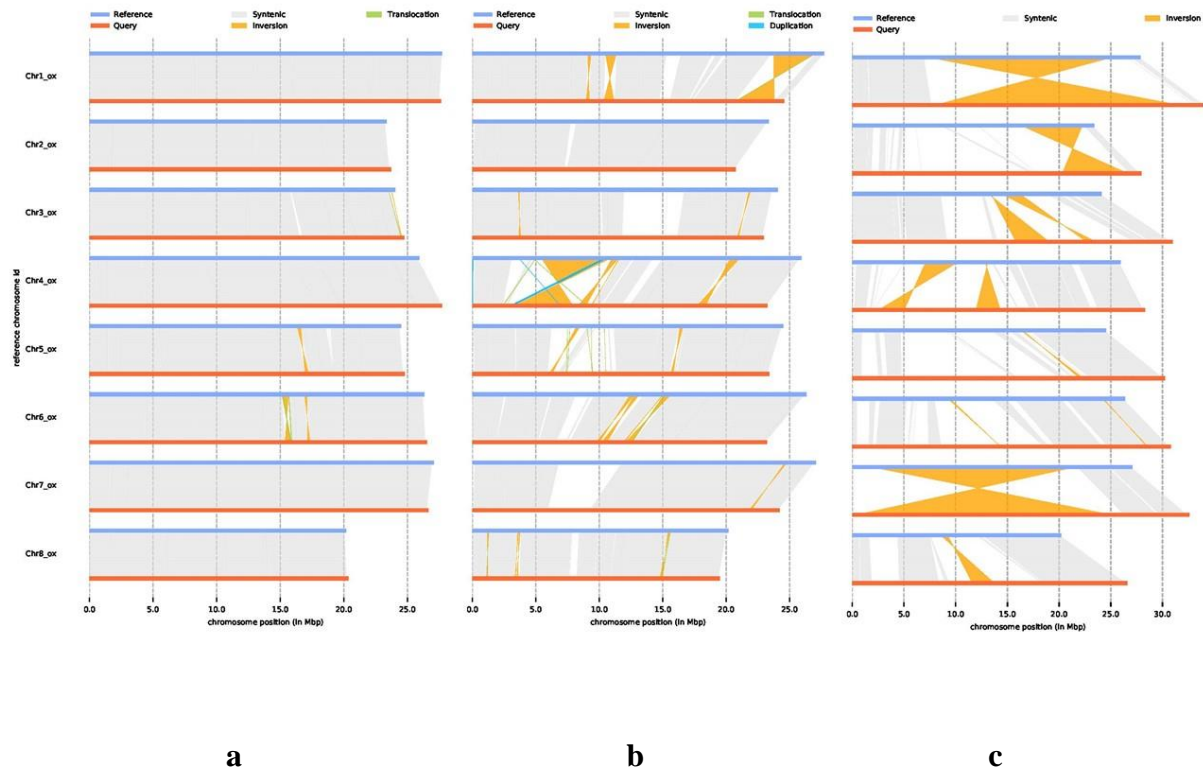 Reference Syntenic Translocation
Query Inversion
Reference Syntenic Translocation
Query Inversion Duplication
Reference Syntenic Inversion
Query
reference chromosome id
Chr1_ox
Chr2_ox
Chr3_ox
Chr4_ox
Chr5_ox
Chr6_ox
Chr7_ox
Chr8_ox
0.0 5.0 10.0 15.0 20.0 25.0
chromosome position (in Mbp)
0.0 5.0 10.0 15.0 20.0 25.0
chromosome position (in Mbp)
0.0 5.0 10.0 15.0 20.0 25.0 30.0
chromosome position (in Mbp)
a b c